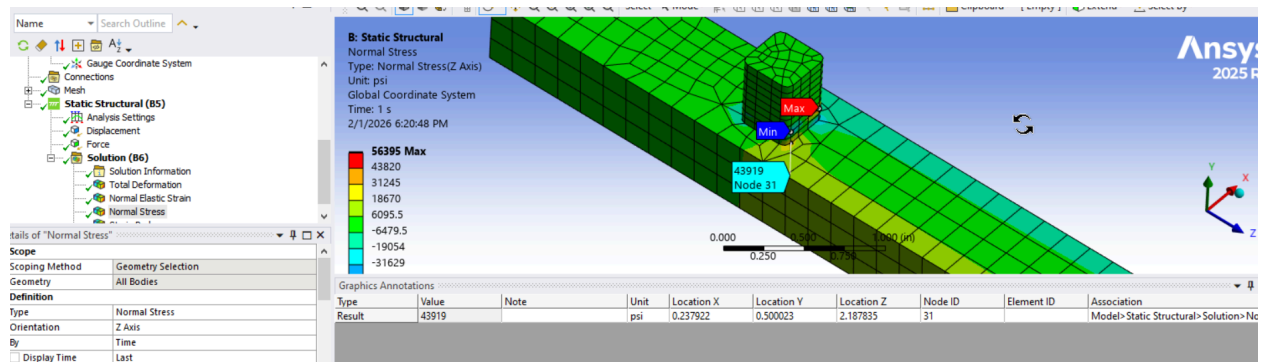 Name
Search Outline
Gauge Coordinate System
Connections
Mesh
Static Structural (B5)
Analysis Settings
Displacement
Force
Solution (B6)
Solution Information
Total Deformation
Normal Elastic Strain
Normal Stress
tails of "Normal Stress"
Scope
Scoping Method Geometry Selection
Geometry All Bodies
Definition
Type Normal Stress
Orientation Z Axis
By Time
Display Time Last
Select Mode Clipboard [Empty] Extend Select By
B: Static Structural
Normal Stress
Type: Normal Stress(Z Axis)
Unit: psi
Global Coordinate System
Time: 1 s
2/1/2026 6:20:48 PM
56395 Max
43820
31245
18670
6095.5
-6479.5
-19054
-31629
Max
Min
43919
Node 31
0.000 0.500 1.000 (in)
0.250 0.750
Ansys
2025 R
Y
X
Z
Graphics Annotations
Type Value Note Unit Location X Location Y Location Z Node ID Element ID Association
Result 43919 psi 0.237922 0.500023 2.187835 31 Model>Static Structural>Solution>No